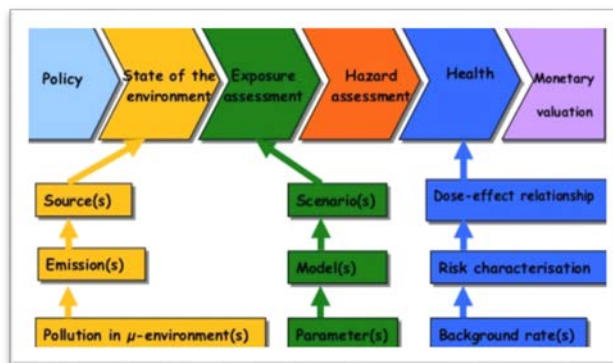 Policy
State of the
environment
Exposure
assessment
Hazard
assessment
Health
Monetary
valuation
Source(s)
Scenario(s)
Dose-effect relationship
Emission(s)
Model(s)
Risk characterisation
Pollution in µ-environment(s)
Parameter(s)
Background rate(s)